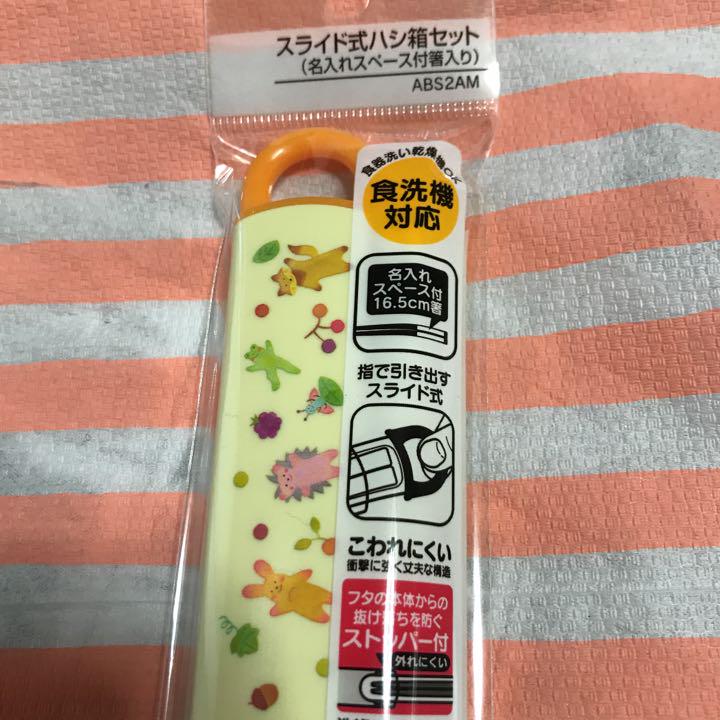 スライド式ハシ箱セット
(名入れスペース付箸入り)
ABS2AM
食器洗い乾燥機OK
食洗機
対応
名入れ
スペース付
16.5cm箸
指で引き出す
スライド式
こわれにくい
衝撃に強く丈夫な構造
フタの本体からの
抜け落ちを防ぐ
ストッパー付
外れにくい